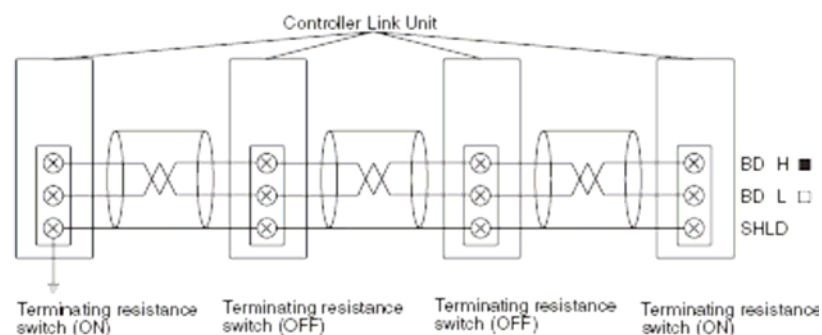 Controller Link Unit
BD H ■
BD L □
SHLD
Terminating resistance
switch (ON)
Terminating resistance
switch (OFF)
Terminating resistance
switch (OFF)
Terminating resistance
switch (ON)